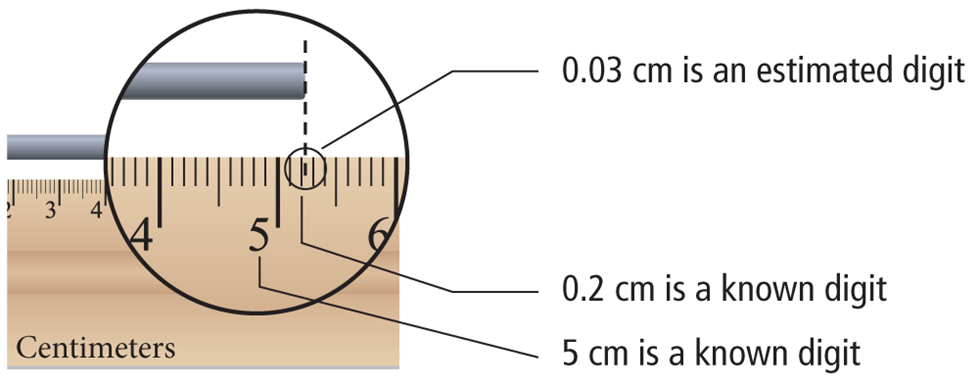 0.03 cm is an estimated digit
2 3 4
4 5 6
0.2 cm is a known digit
Centimeters
5 cm is a known digit